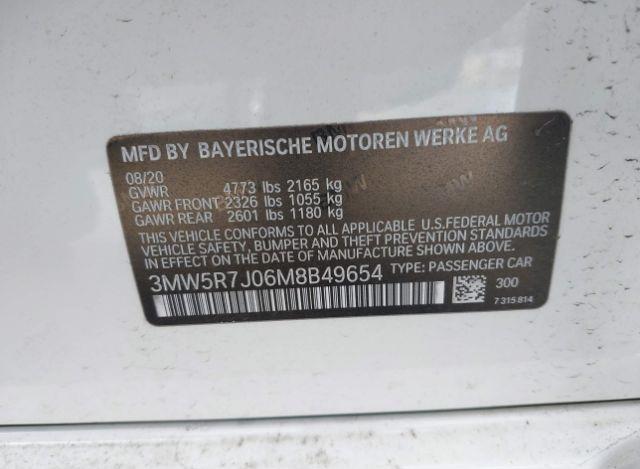 MFD BY BAYERISCHE MOTOREN WERKE AG
08/20
GVWR 4773 lbs 2165 kg
GAWR FRONT 2326 lbs 1055 kg
GAWR REAR 2601 lbs 1180 kg
THIS VEHICLE CONFORMS TO ALL APPLICABLE U.S.FEDERAL MOTOR
VEHICLE SAFETY, BUMPER, AND THEFT PREVENTION STANDARDS
IN EFFECT ON THE DATE OF MANUFACTURE SHOWN ABOVE.
3MW5R7J06M8B49654 TYPE: PASSENGER CAR
300
7 315 814